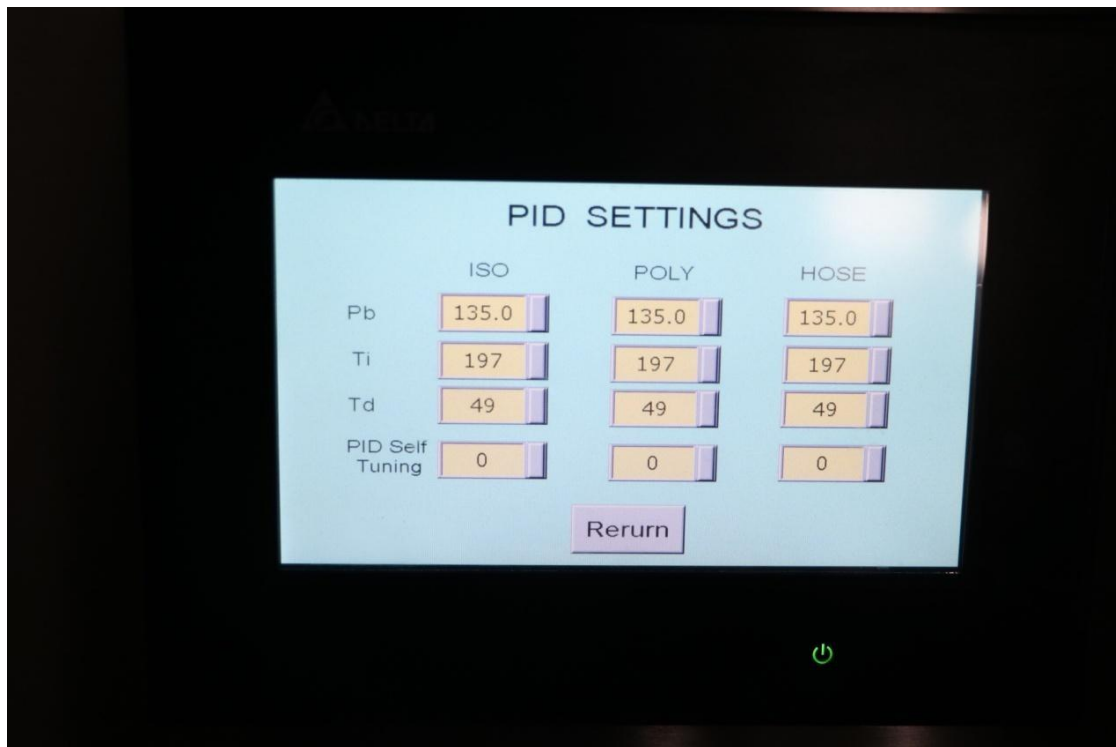 DELTA
PID SETTINGS
ISO POLY HOSE
Pb 135.0 135.0 135.0
Ti 197 197 197
Td 49 49 49
PID Self
Tuning 0 0 0
Rerurn